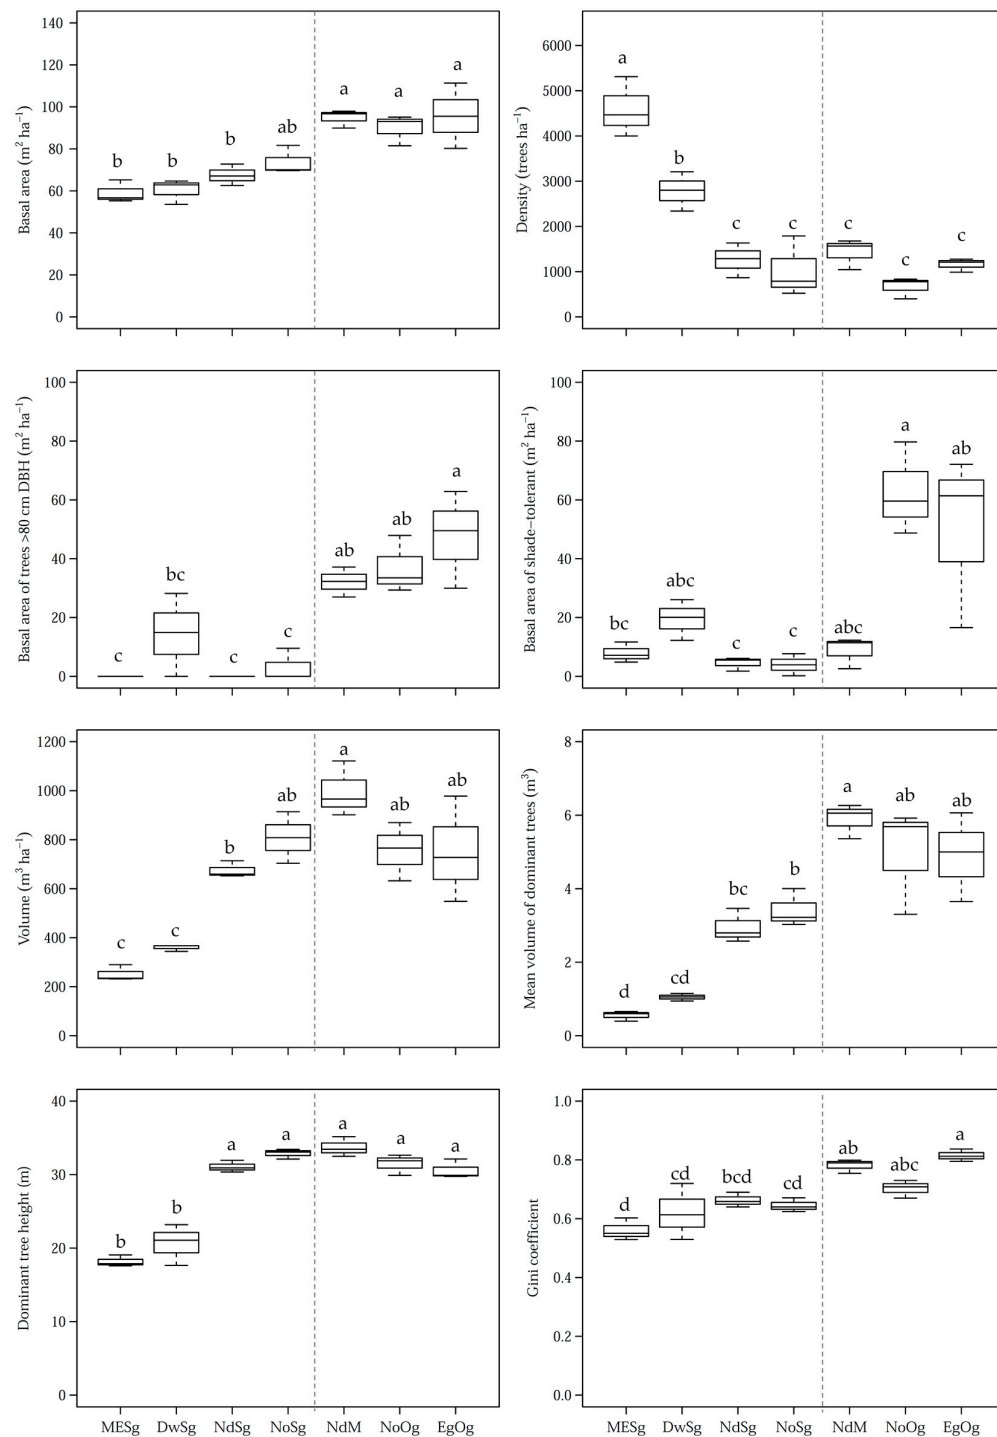 Basal area (m² ha⁻¹)
140
120
100
80
60
40
20
0
b
b
b
ab
a
a
a
Density (trees ha⁻¹)
6000
5000
4000
3000
2000
1000
0
a
b
c
c
c
c
c
Basal area of trees >80 cm DBH (m² ha⁻¹)
100
80
60
40
20
0
c
bc
c
c
ab
ab
a
Basal area of shade−tolerant (m² ha⁻¹)
100
80
60
40
20
0
bc
abc
c
c
abc
a
ab
Volume (m³ ha⁻¹)
1200
1000
800
600
400
200
0
c
c
b
ab
a
ab
ab
Mean volume of dominant trees (m³)
8
6
4
2
0
d
cd
bc
b
a
ab
ab
Dominant tree height (m)
40
30
20
10
0
b
b
a
a
a
a
a
MESg DwSg NdSg NoSg NdM NoOg EgOg
Gini coefficient
1.0
0.8
0.6
0.4
0.2
0.0
d
cd
bcd
cd
ab
abc
a
MESg DwSg NdSg NoSg NdM NoOg EgOg